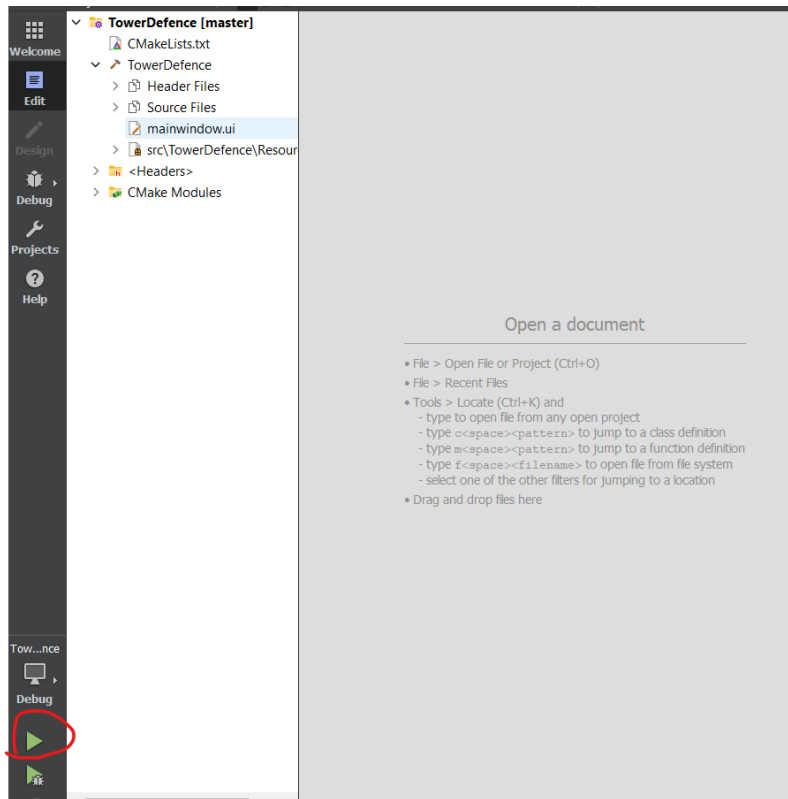 Welcome
Edit
Design
Debug
Projects
Help
Tow...nce
Debug
TowerDefence [master]
CMakeLists.txt
TowerDefence
Header Files
Source Files
mainwindow.ui
src\TowerDefence\Resour
<Headers>
CMake Modules
Open a document
• File > Open File or Project (Ctrl+O)
• File > Recent Files
• Tools > Locate (Ctrl+K) and
- type to open file from any open project
- type c<space><pattern> to jump to a class definition
- type m<space><pattern> to jump to a function definition
- type f<space><filename> to open file from file system
- select one of the other filters for jumping to a location
• Drag and drop files here